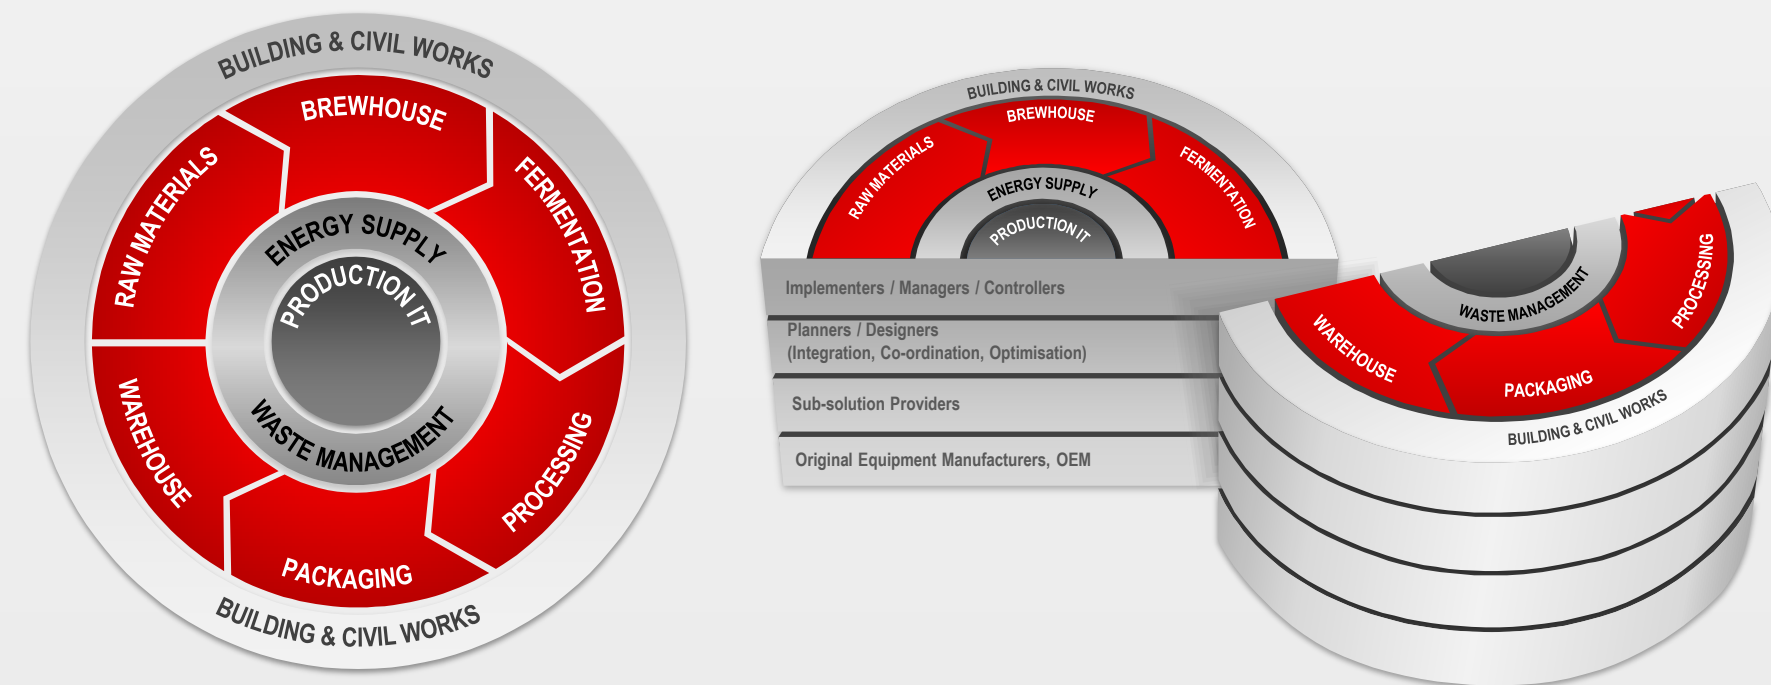 BUILDING & CIVIL WORKS
BREWHOUSE
RAW MATERIALS
FERMENTATION
ENERGY SUPPLY
PRODUCTION IT
WASTE MANAGEMENT
WAREHOUSE
PROCESSING
PACKAGING
BUILDING & CIVIL WORKS
BUILDING & CIVIL WORKS
BREWHOUSE
RAW MATERIALS
FERMENTATION
ENERGY SUPPLY
PRODUCTION IT
Implementers / Managers / Controllers
Planners / Designers
(Integration, Co-ordination, Optimisation)
Sub-solution Providers
Original Equipment Manufacturers, OEM
PROCESSING
WASTE MANAGEMENT
WAREHOUSE
PACKAGING
BUILDING & CIVIL WORKS